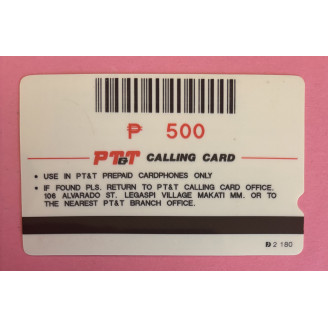 ₱ 500
PT&T CALLING CARD
• USE IN PT&T PREPAID CARDPHONES ONLY
• IF FOUND PLS. RETURN TO PT&T CALLING CARD OFFICE.
106 ALVARADO ST. LEGASPI VILLAGE MAKATI MM. OR TO
THE NEAREST PT&T BRANCH OFFICE.
2 180